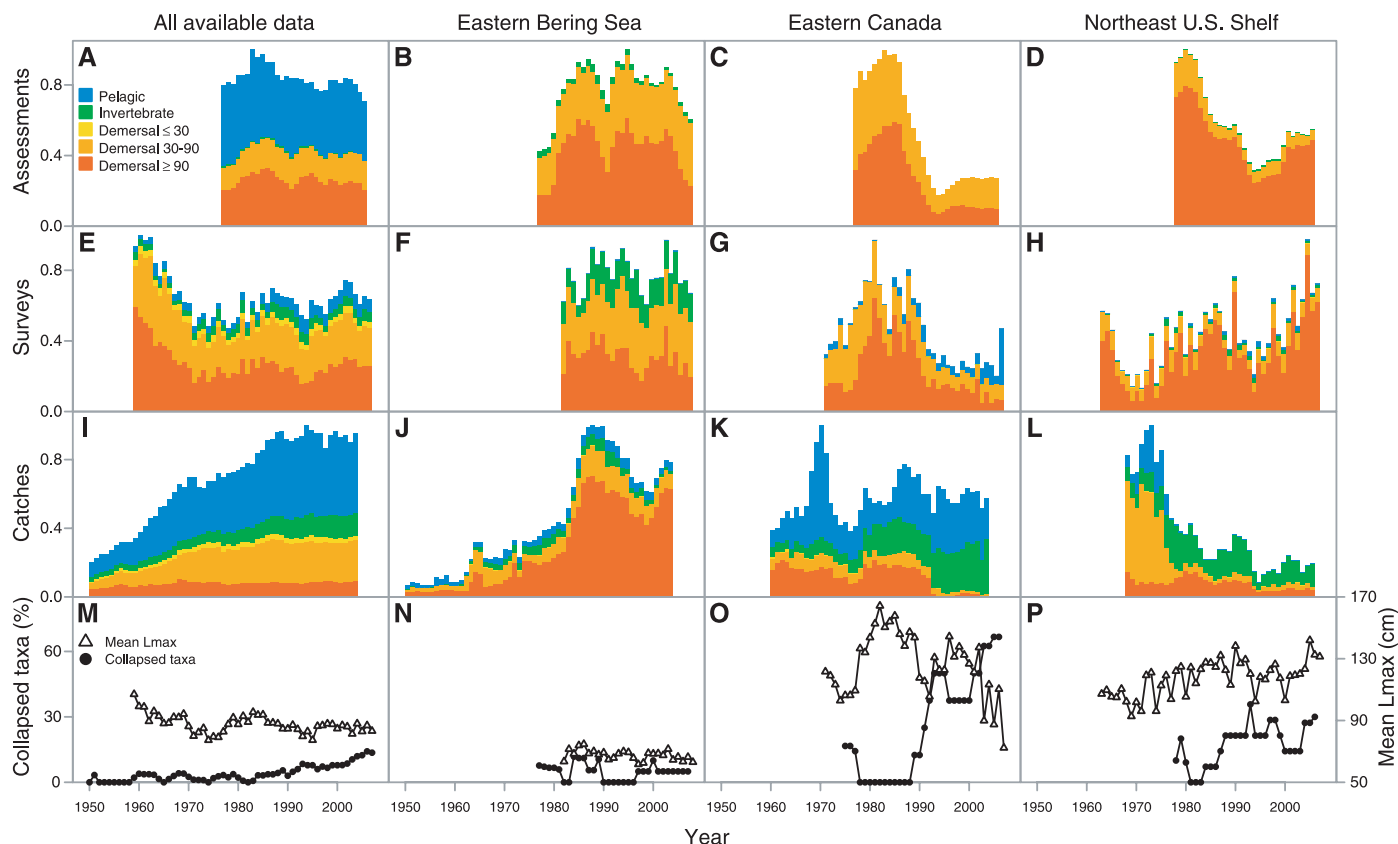 All available data
Eastern Bering Sea
Eastern Canada
Northeast U.S. Shelf
Assessments
0.8
0.4
0.0
A
Pelagic
Invertebrate
Demersal ≤ 30
Demersal 30-90
Demersal ≥ 90
B
C
D
Surveys
0.8
0.4
0.0
E
F
G
H
Catches
0.8
0.4
0.0
I
J
K
L
Collapsed taxa (%)
60
30
0
M
Mean Lmax
Collapsed taxa
N
O
P
170
130
90
50
Mean Lmax (cm)
1950 1960 1970 1980 1990 2000
1950 1960 1970 1980 1990 2000
1950 1960 1970 1980 1990 2000
1950 1960 1970 1980 1990 2000
Year